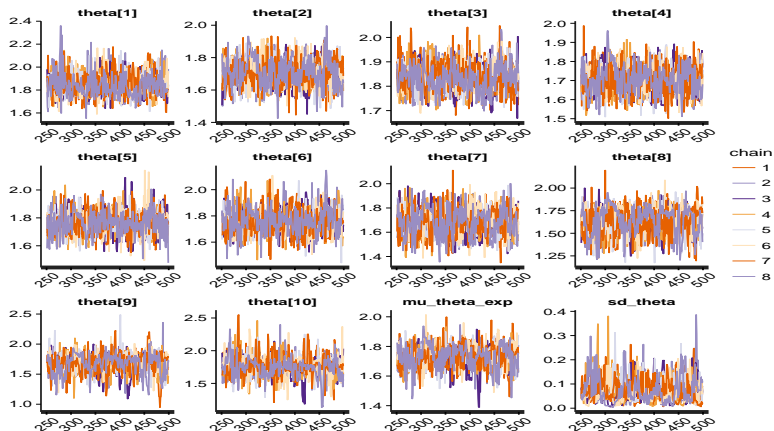 theta[1] theta[2] theta[3] theta[4]
2.4 2.2 2.0 1.8 1.6
2.0 1.8 1.6 1.4
2.0 1.9 1.8 1.7
2.0 1.9 1.8 1.7 1.6 1.5
250 300 350 400 450 500
250 300 350 400 450 500
250 300 350 400 450 500
250 300 350 400 450 500
theta[5] theta[6] theta[7] theta[8]
2.0 1.8 1.6
2.0 1.8 1.6
2.0 1.8 1.6 1.4
2.00 1.75 1.50 1.25
250 300 350 400 450 500
250 300 350 400 450 500
250 300 350 400 450 500
250 300 350 400 450 500
theta[9] theta[10] mu_theta_exp sd_theta
2.5 2.0 1.5 1.0
2.5 2.0 1.5
2.0 1.8 1.6 1.4
0.4 0.3 0.2 0.1 0.0
250 300 350 400 450 500
250 300 350 400 450 500
250 300 350 400 450 500
250 300 350 400 450 500
chain
1
2
3
4
5
6
7
8